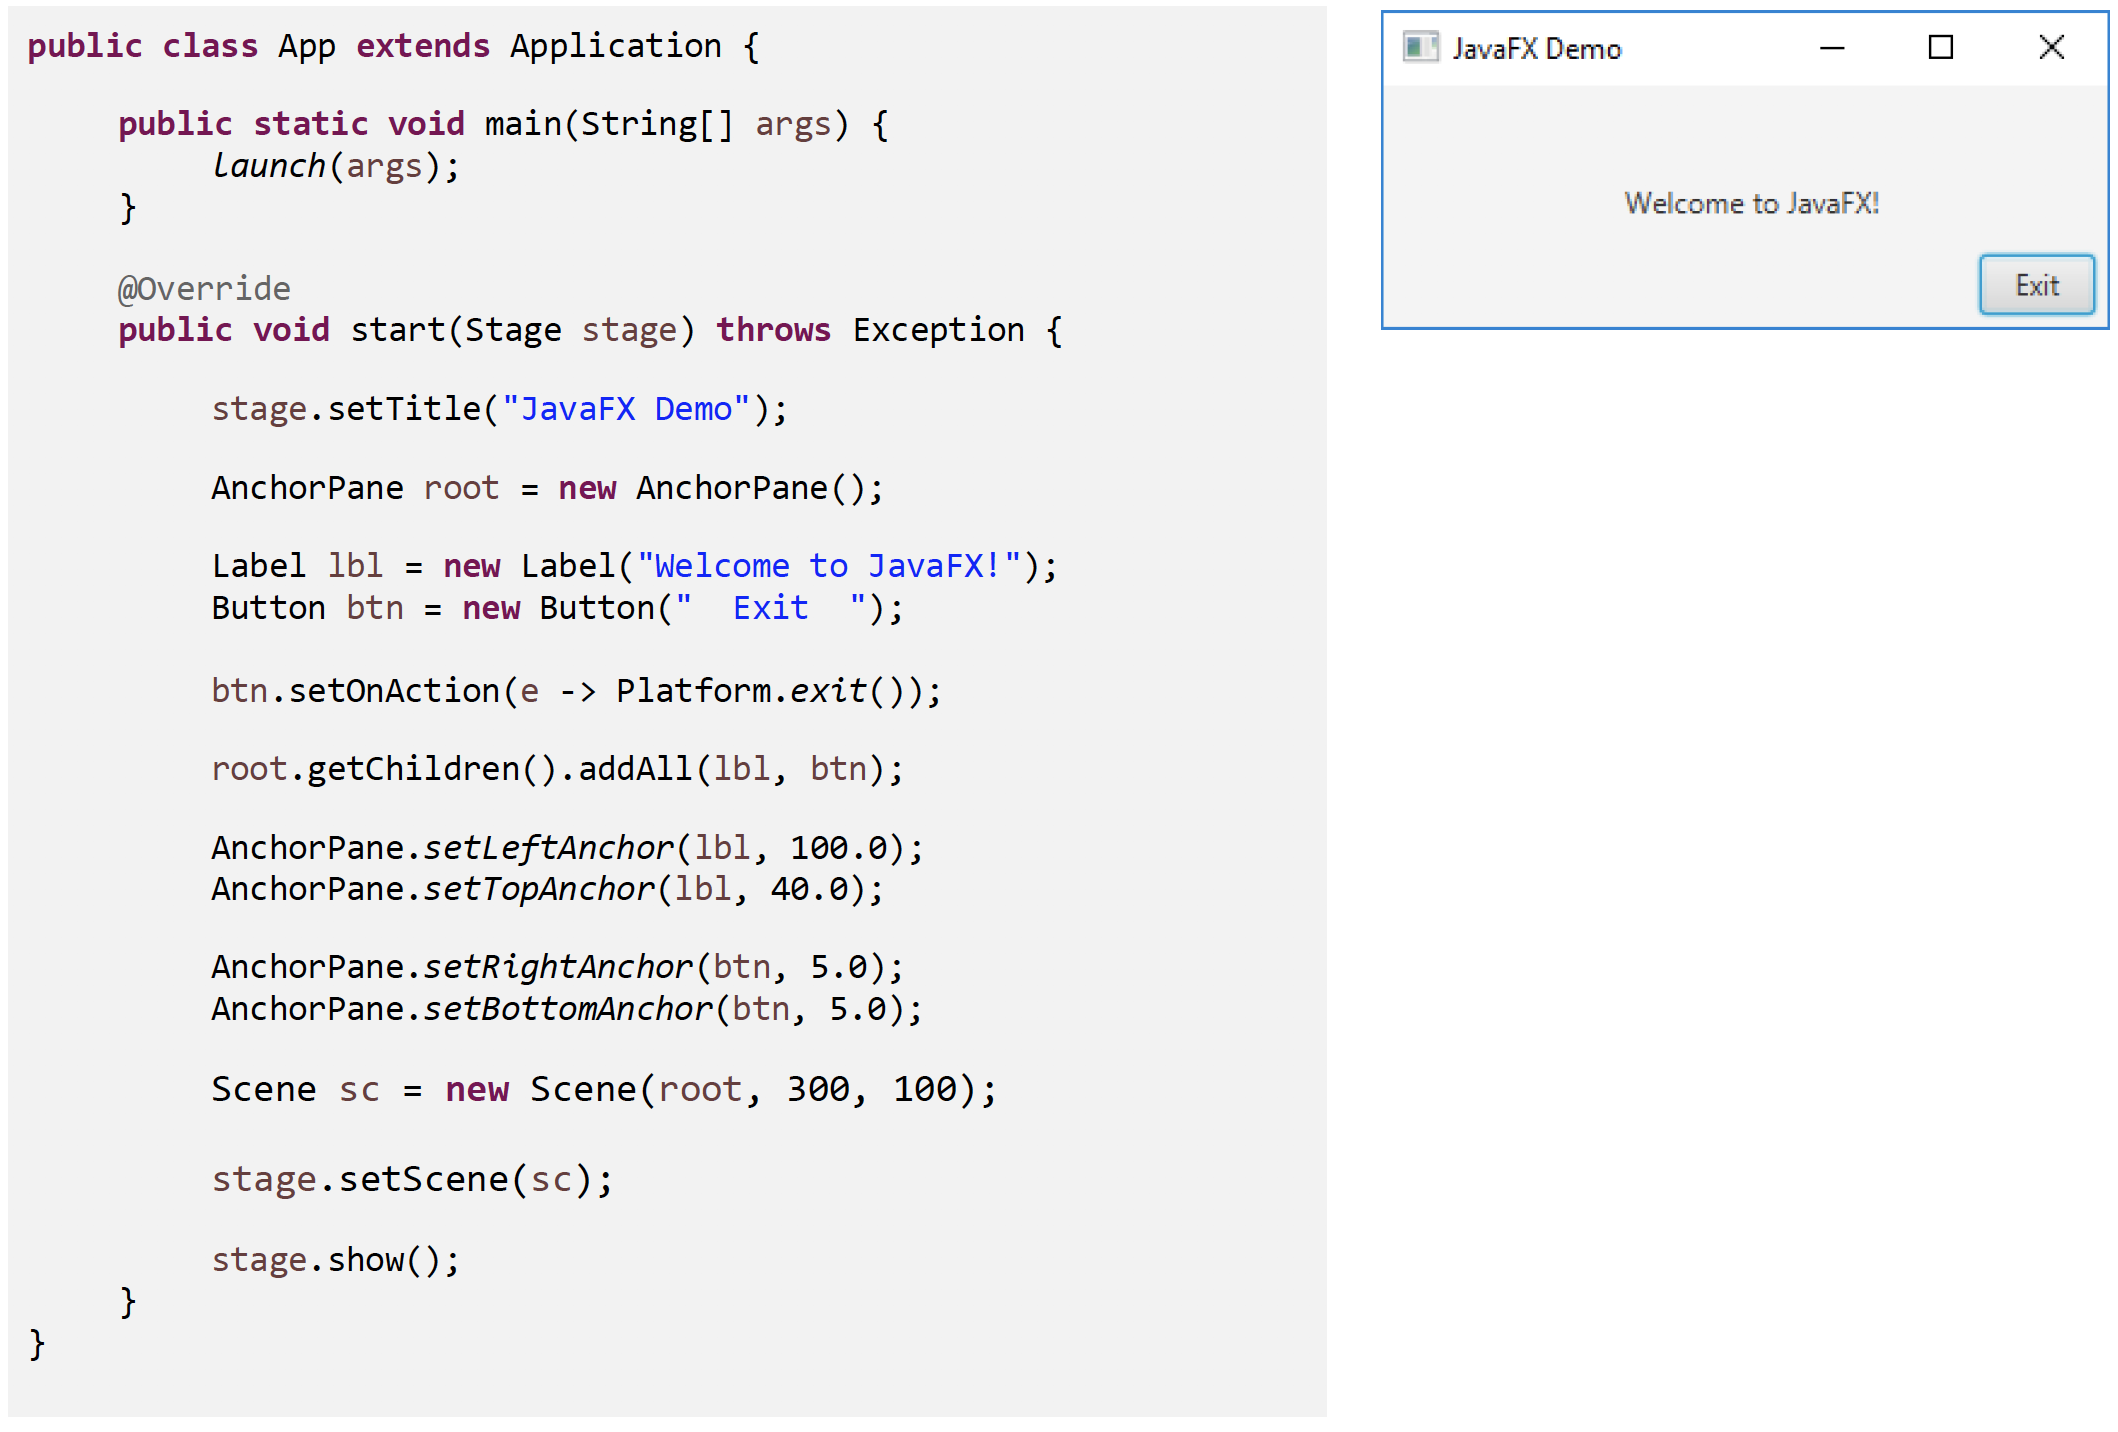 public class App extends Application {
public static void main(String[] args) {
launch(args);
}
@Override
public void start(Stage stage) throws Exception {
stage.setTitle("JavaFX Demo");
AnchorPane root = new AnchorPane();
Label lbl = new Label("Welcome to JavaFX!");
Button btn = new Button("  Exit  ");
btn.setOnAction(e -> Platform.exit());
root.getChildren().addAll(lbl, btn);
AnchorPane.setLeftAnchor(lbl, 100.0);
AnchorPane.setTopAnchor(lbl, 40.0);
AnchorPane.setRightAnchor(btn, 5.0);
AnchorPane.setBottomAnchor(btn, 5.0);
Scene sc = new Scene(root, 300, 100);
stage.setScene(sc);
stage.show();
}
}
JavaFX Demo
Welcome to JavaFX!
Exit